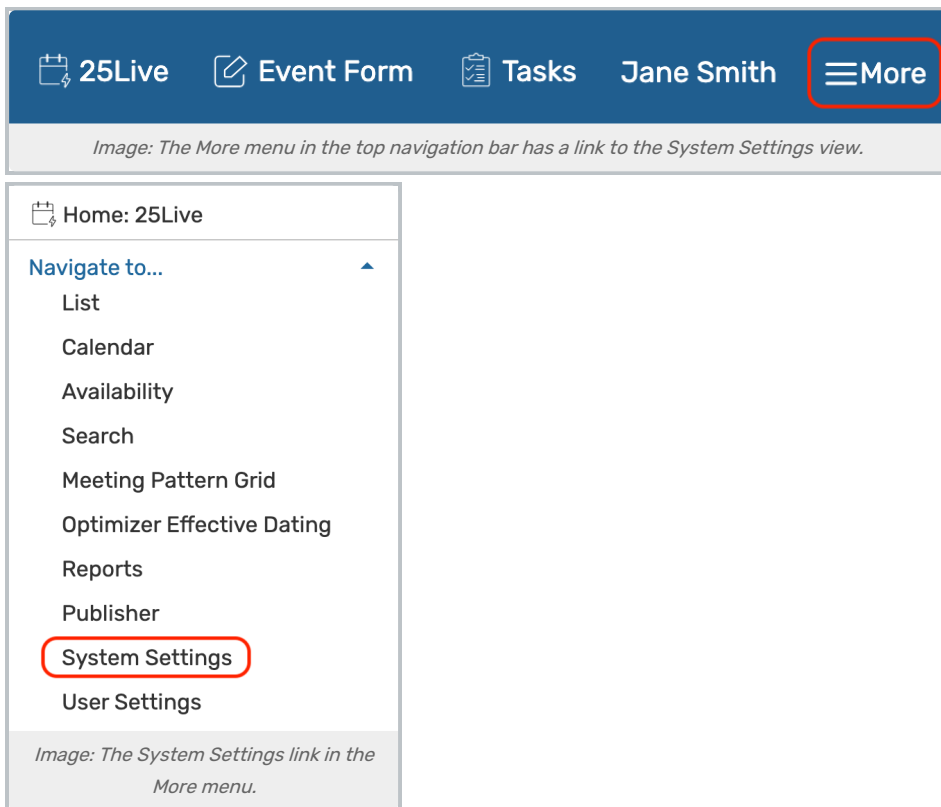 25Live Event Form Tasks Jane Smith More
Image: The More menu in the top navigation bar has a link to the System Settings view.
Home: 25Live
Navigate to...
List
Calendar
Availability
Search
Meeting Pattern Grid
Optimizer Effective Dating
Reports
Publisher
System Settings
User Settings
Image: The System Settings link in the
More menu.